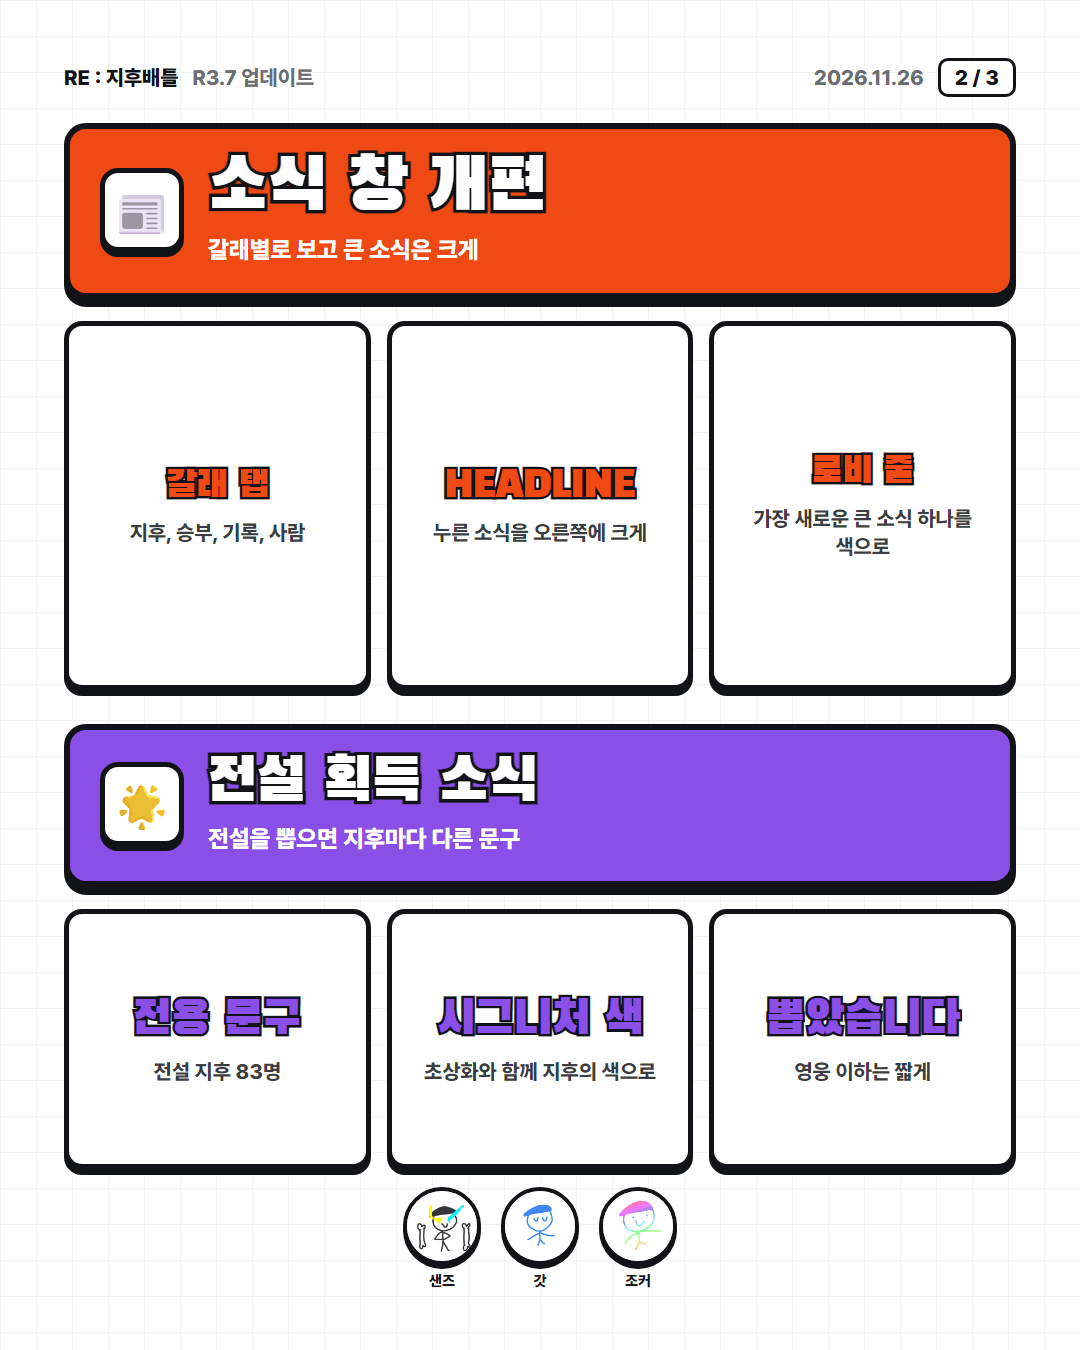 RE : 지후배틀 R3.7 업데이트
2026.11.26 2 / 3
소식 창 개편
갈래별로 보고 큰 소식은 크게
갈래 탭
지후, 승부, 기록, 사람
HEADLINE
누른 소식을 오른쪽에 크게
로비 줄
가장 새로운 큰 소식 하나를
색으로
전설 획득 소식
전설을 뽑으면 지후마다 다른 문구
전용 문구
전설 지후 83명
시그니처 색
초상화와 함께 지후의 색으로
뽑았습니다
영웅 이하는 짧게
샌즈
갓
조커